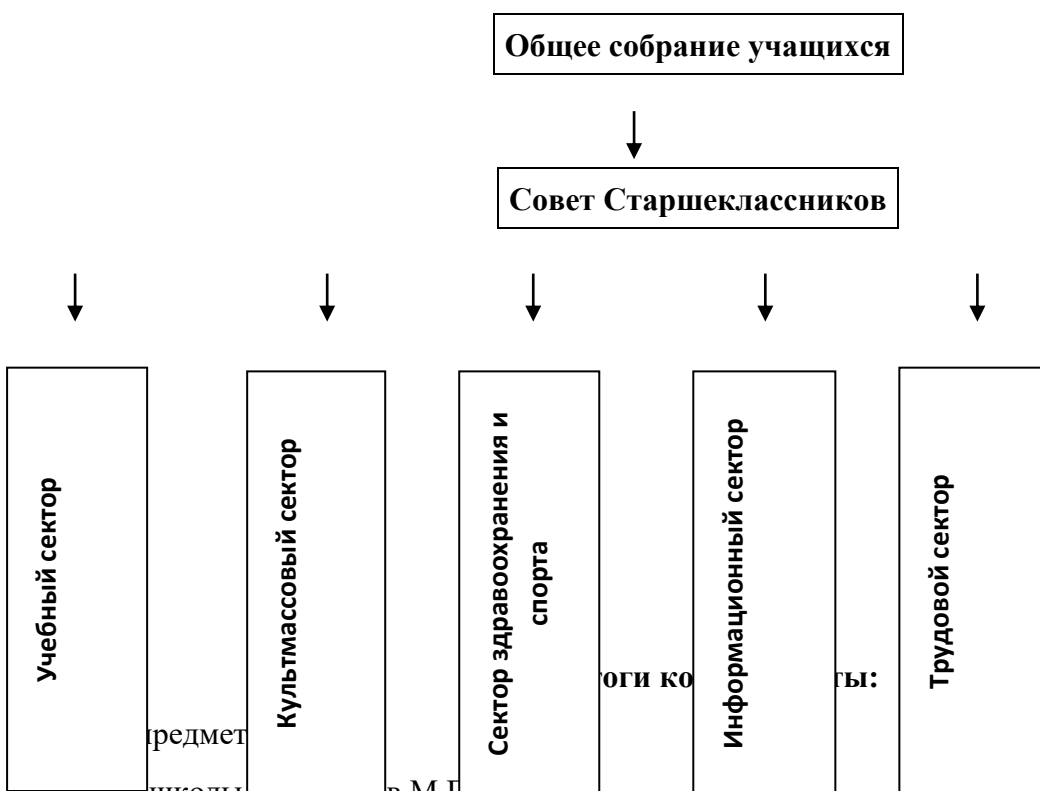 Общее собрание учащихся
Совет Старшеклассников
Учебный сектор
Культмассовый сектор
Сектор здравоохранения и
спорта
Информационный сектор
Трудовой сектор